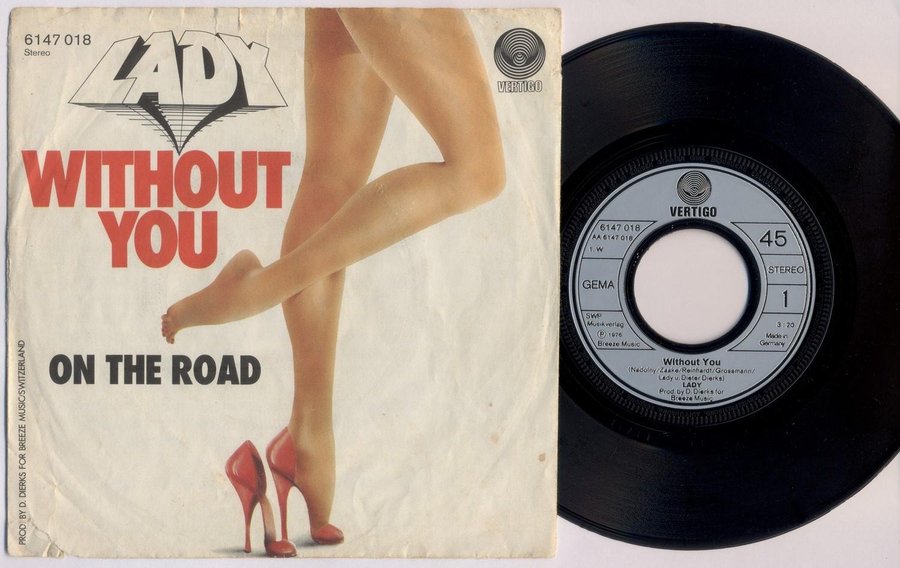 6147 018
Stereo
LADY
VERTIGO
WITHOUT
YOU
ON THE ROAD
PROD. BY D. DIERKS FOR BREEZE MUSIC/SWITZERLAND
VERTIGO
6147 018
AA 6147 018
1. W
45
GEMA
STEREO
1
SWP
Musikverlag
℗ 1976
Breeze Music
3:20
Made in
Germany
Without You
(Nadolny/Zaake/Reinhardt/Grossmann/
Lady u. Dieter Dierks)
LADY
Prod. by D. Dierks for
Breeze Music